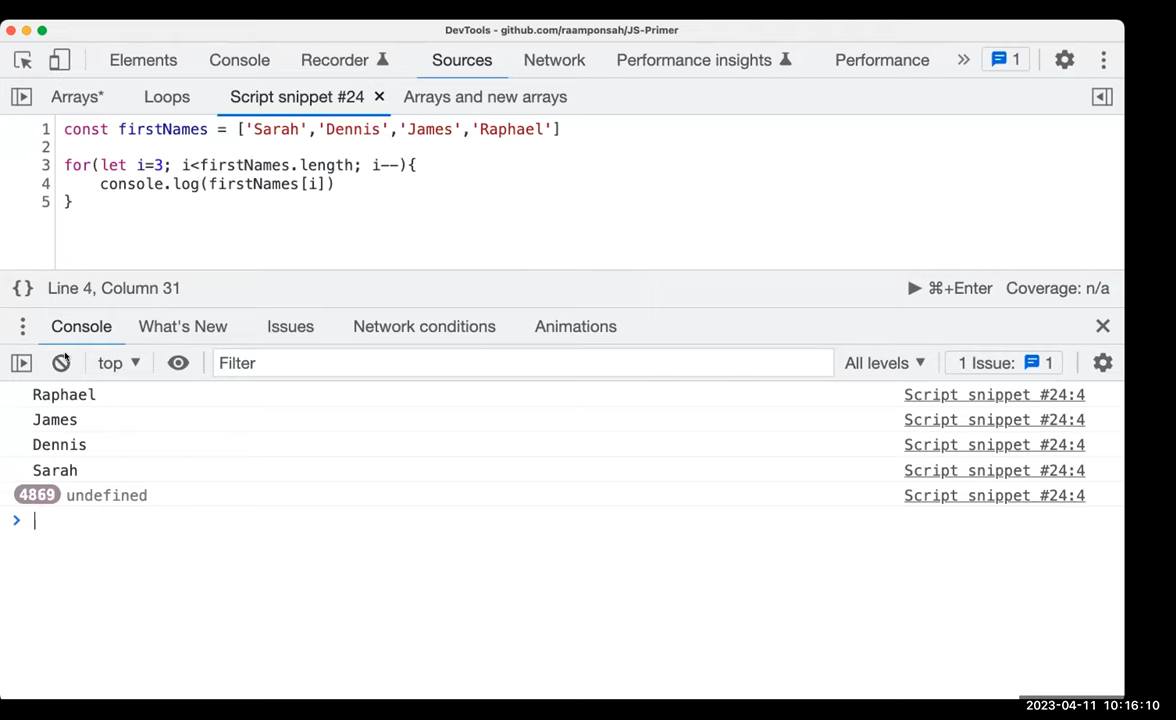 DevTools - github.com/raamponsah/JS-Primer
Elements Console Recorder Sources Network Performance insights Performance » 1
Arrays* Loops Script snippet #24 × Arrays and new arrays
1 const firstNames = ['Sarah','Dennis','James','Raphael']
2
3 for(let i=3; i<firstNames.length; i--){
4 console.log(firstNames[i])
5 }
{} Line 4, Column 31 ⌘+Enter Coverage: n/a
Console What's New Issues Network conditions Animations ×
top ▼ Filter All levels ▼ 1 Issue: 1
Raphael Script snippet #24:4
James Script snippet #24:4
Dennis Script snippet #24:4
Sarah Script snippet #24:4
4869 undefined Script snippet #24:4
>
2023-04-11 10:16:10